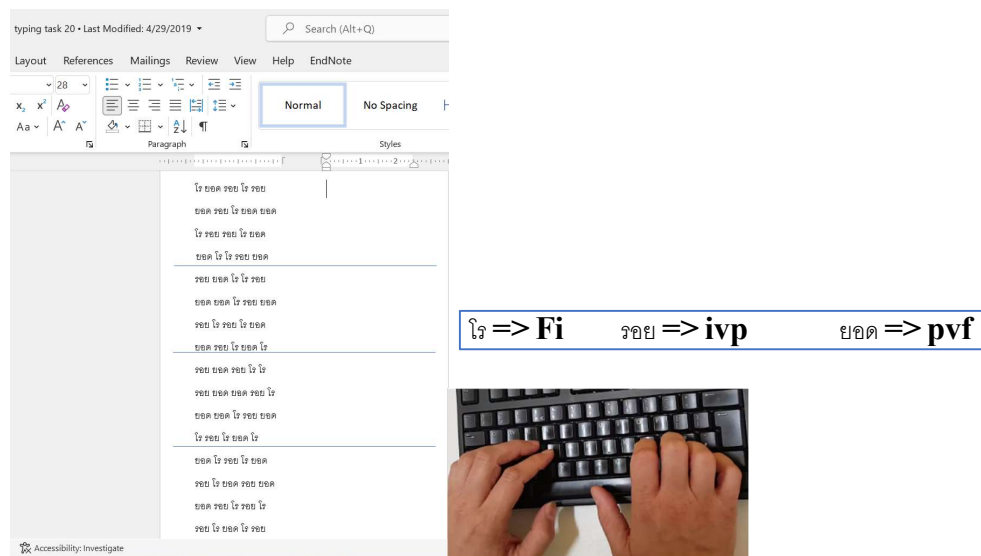 typing task 20 • Last Modified: 4/29/2019
Search (Alt+Q)
Layout References Mailings Review View Help EndNote
28
Normal No Spacing
Paragraph Styles
1 2
โร ยอด รอย โร รอย
ยอด รอย โร ยอด ยอด
โร รอย รอย โร ยอด
ยอด โร โร รอย ยอด
รอย ยอด โร โร รอย
ยอด ยอด โร รอย ยอด
รอย โร รอย โร ยอด
ยอด รอย โร ยอด โร
รอย ยอด รอย โร โร
รอย ยอด ยอด รอย โร
ยอด ยอด โร รอย ยอด
โร รอย โร ยอด โร
ยอด โร รอย โร ยอด
รอย โร ยอด รอย ยอด
ยอด รอย โร รอย โร
รอย โร ยอด โร รอย
Accessibility: Investigate
โร => Fi รอย => ivp ยอด => pvf